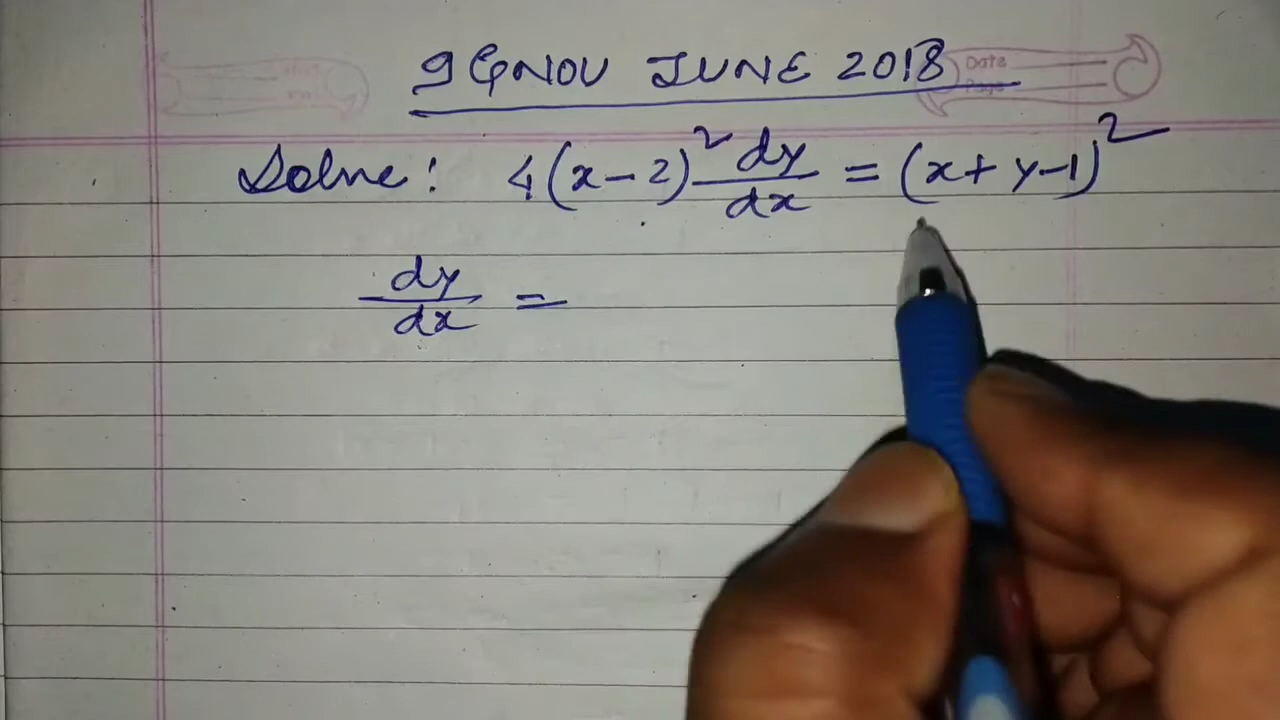 IGNOU JUNE 2018
Date
Page
Solve: 4(x-2)² dy/dx = (x+y-1)²
dy/dx =